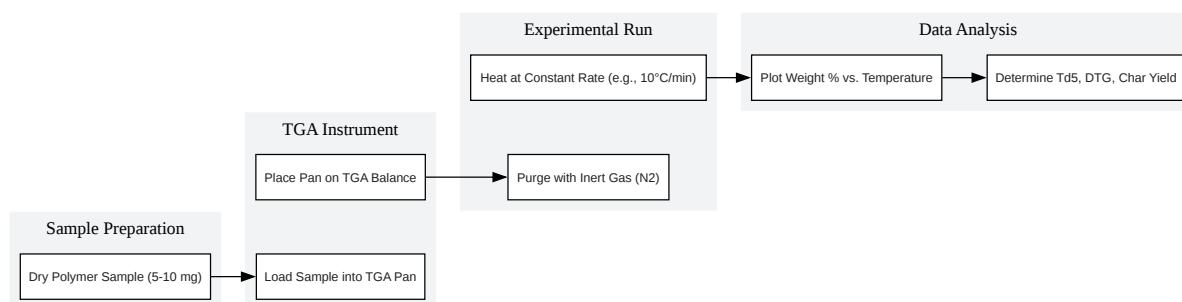 Experimental Run
Data Analysis
Heat at Constant Rate (e.g., 10°C/min)
Plot Weight % vs. Temperature
Determine Td5, DTG, Char Yield
TGA Instrument
Place Pan on TGA Balance
Purge with Inert Gas (N2)
Sample Preparation
Dry Polymer Sample (5-10 mg)
Load Sample into TGA Pan